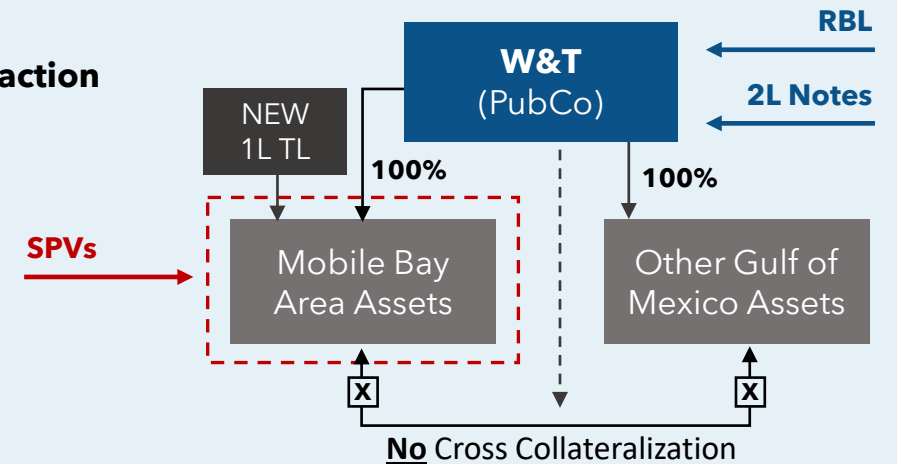 RBL
action
W&T
(PubCo)
2L Notes
NEW
1L TL
100%
100%
SPVs
Mobile Bay
Area Assets
Other Gulf of
Mexico Assets
X
X
No Cross Collateralization